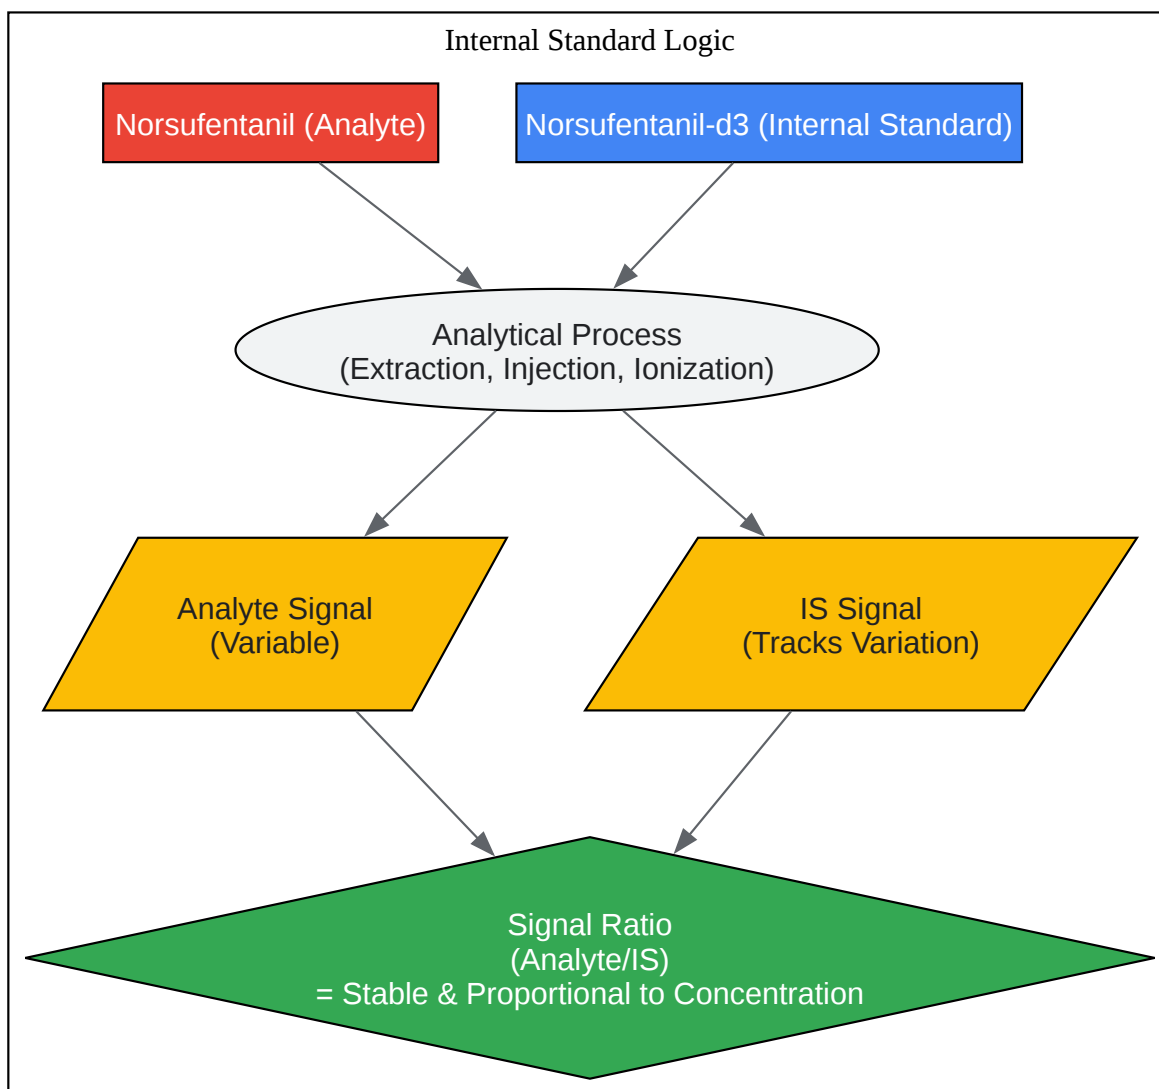 Internal Standard Logic
Norsufentanil (Analyte)
Norsufentanil-d3 (Internal Standard)
Analytical Process
(Extraction, Injection, Ionization)
Analyte Signal
(Variable)
IS Signal
(Tracks Variation)
Signal Ratio
(Analyte/IS)
= Stable & Proportional to Concentration